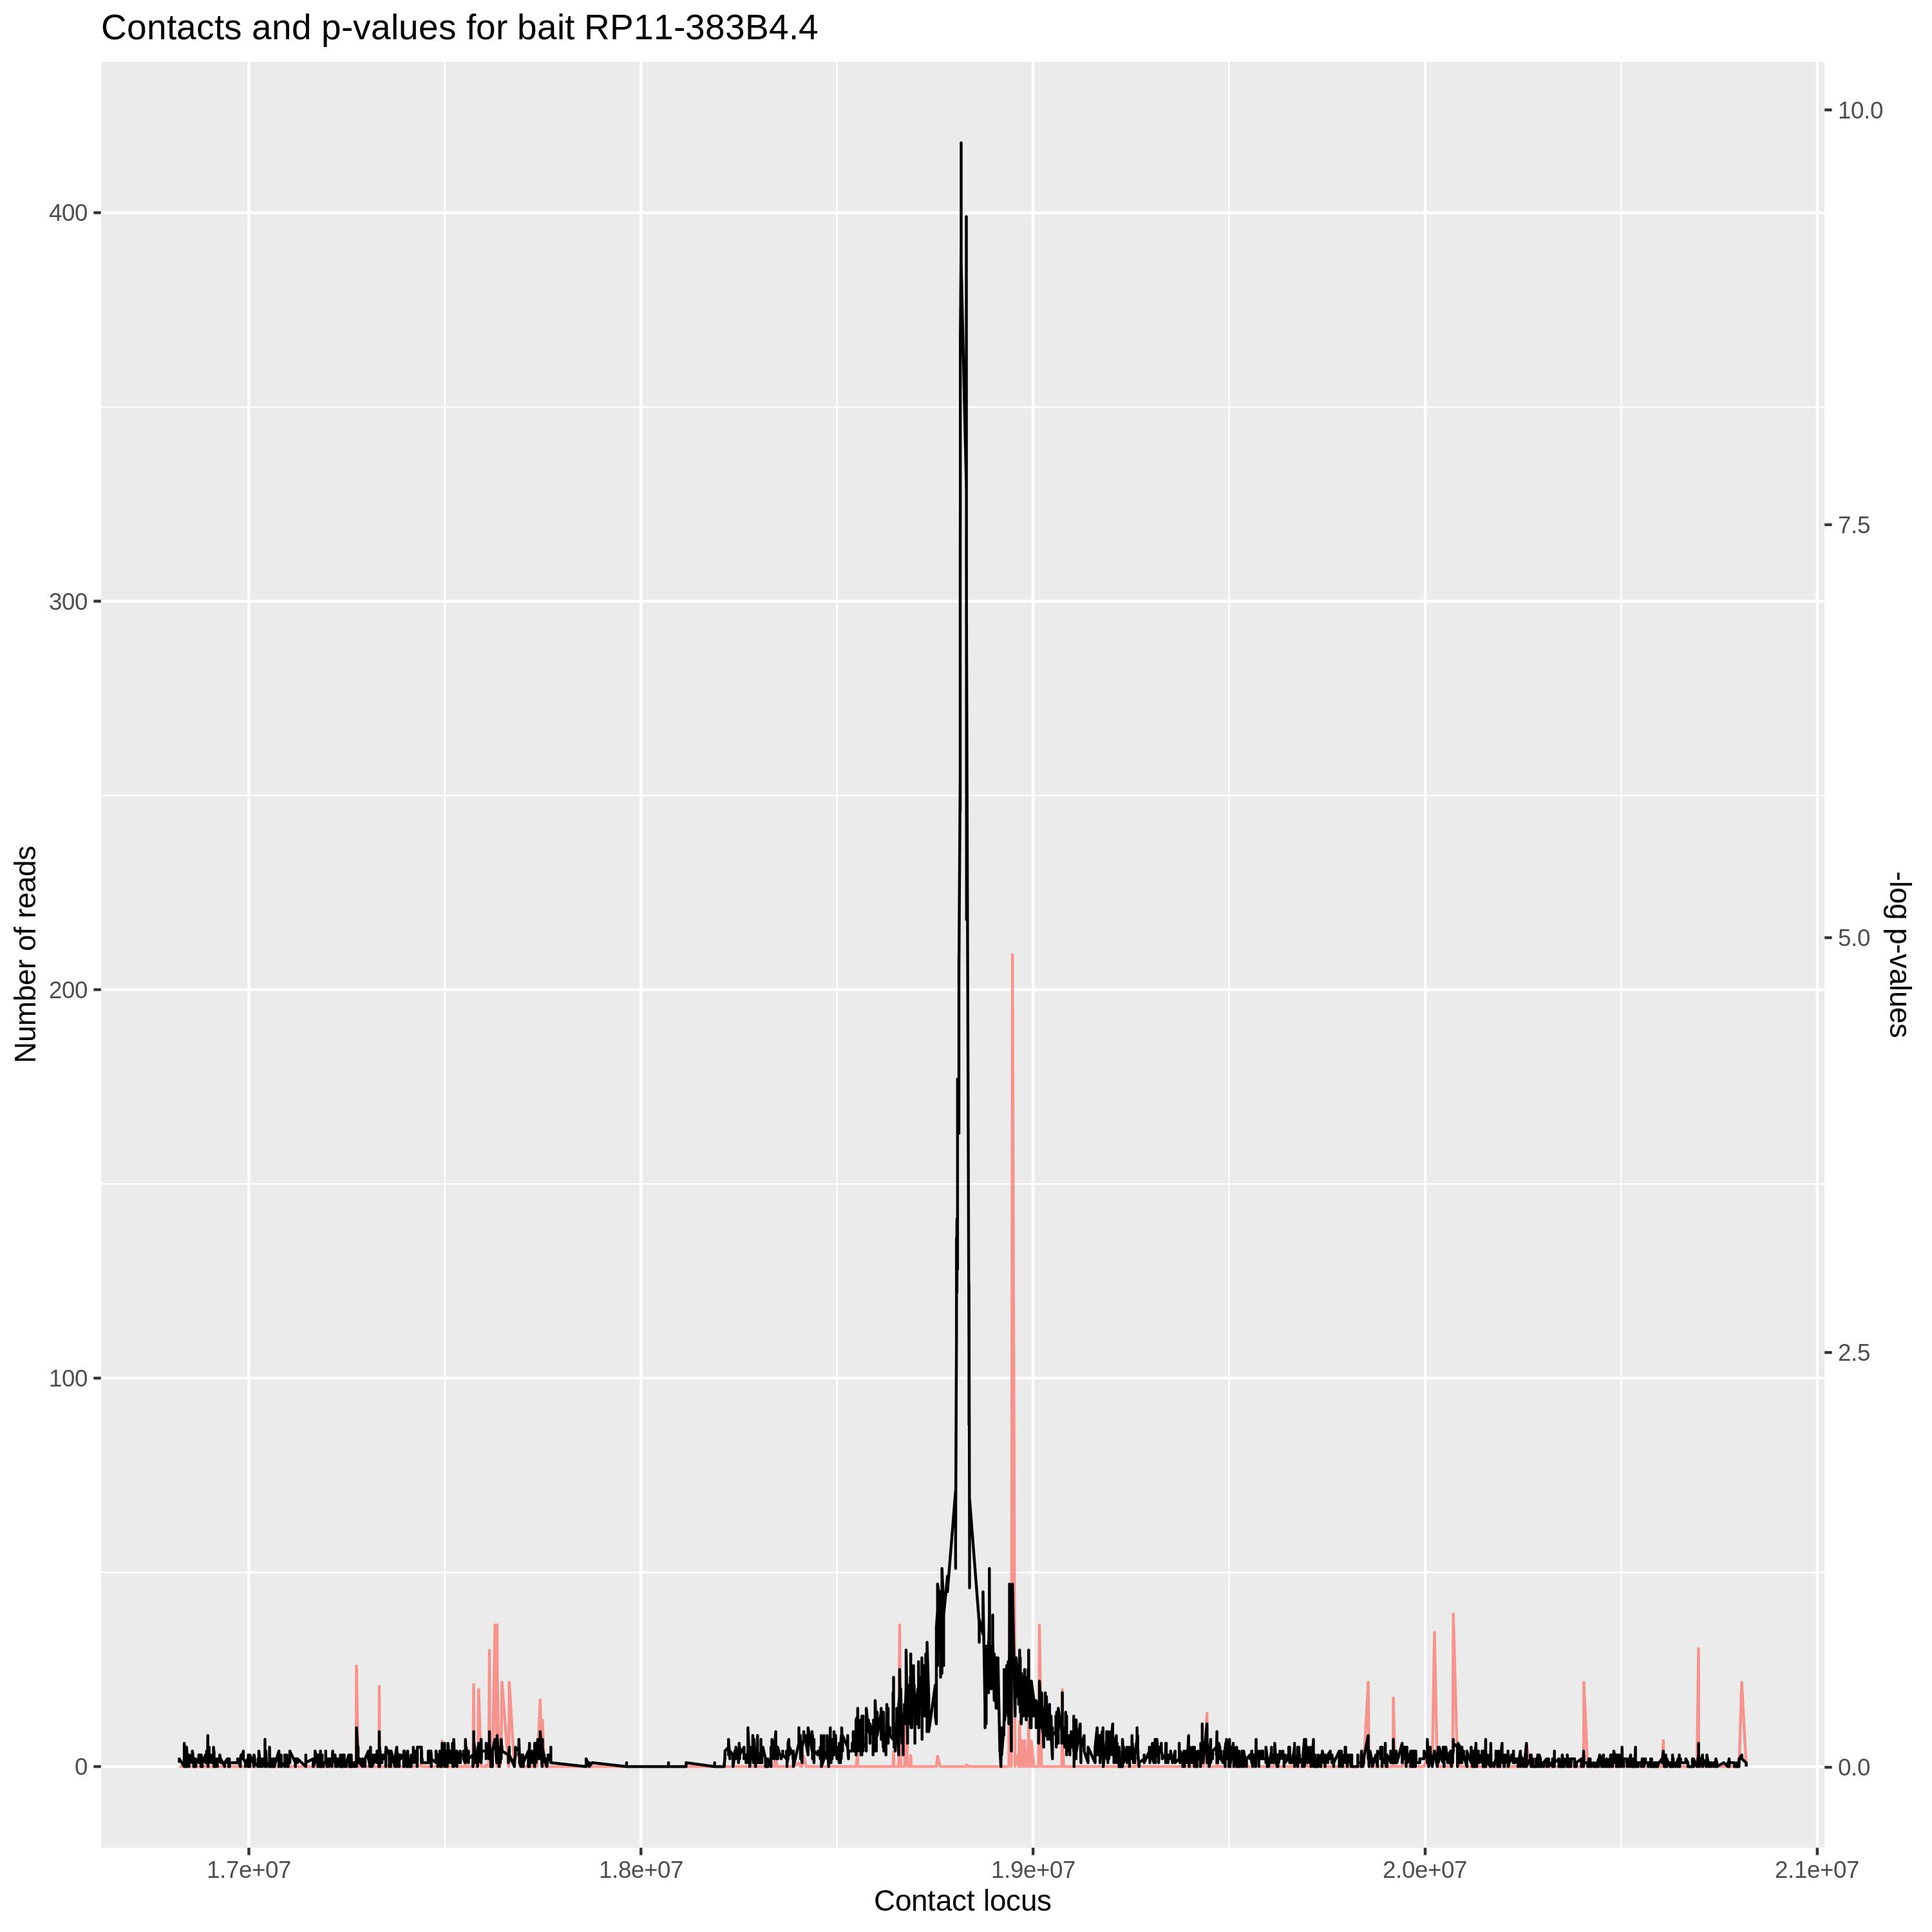 Contacts and p-values for bait RP11-383B4.4
Number of reads
400
300
200
100
0
10.0
7.5
5.0
2.5
0.0
-log p-values
1.7e+07 1.8e+07 1.9e+07 2.0e+07 2.1e+07
Contact locus